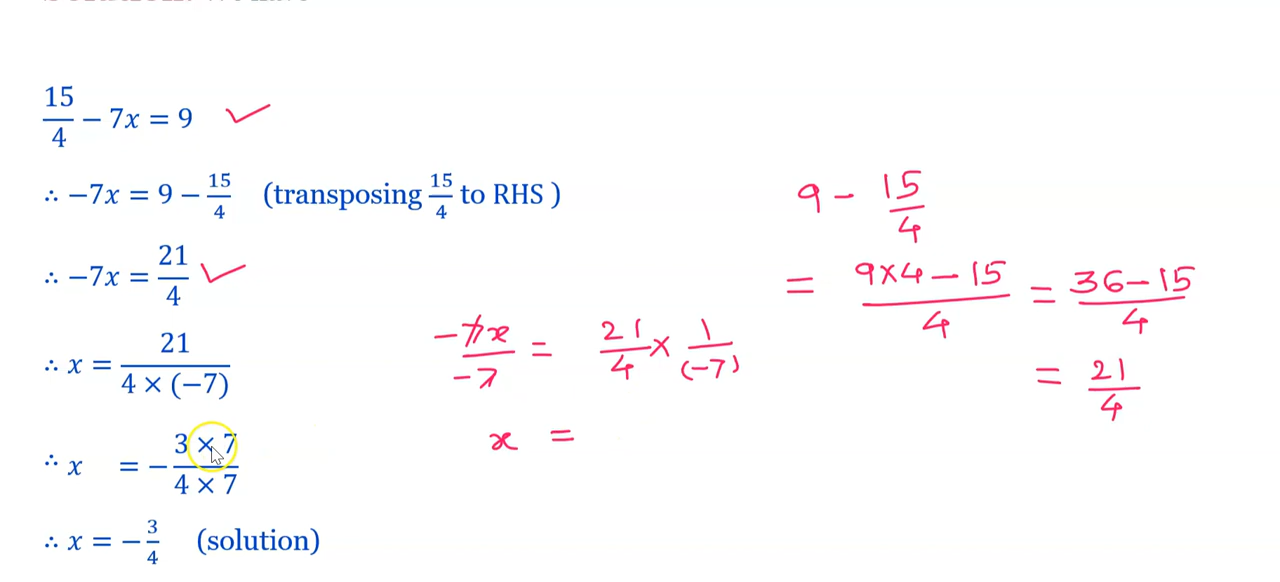 15/4 − 7x = 9 ✓
∴ −7x = 9 − 15/4 (transposing 15/4 to RHS )
∴ −7x = 21/4 ✓
∴ x = 21/(4 × (−7))
∴ x = − (3 × 7)/(4 × 7)
∴ x = − 3/4 (solution)
−7x/−7 = 21/4 × 1/(−7)
x =
9 − 15/4
= (9×4 − 15)/4 = (36 − 15)/4
= 21/4